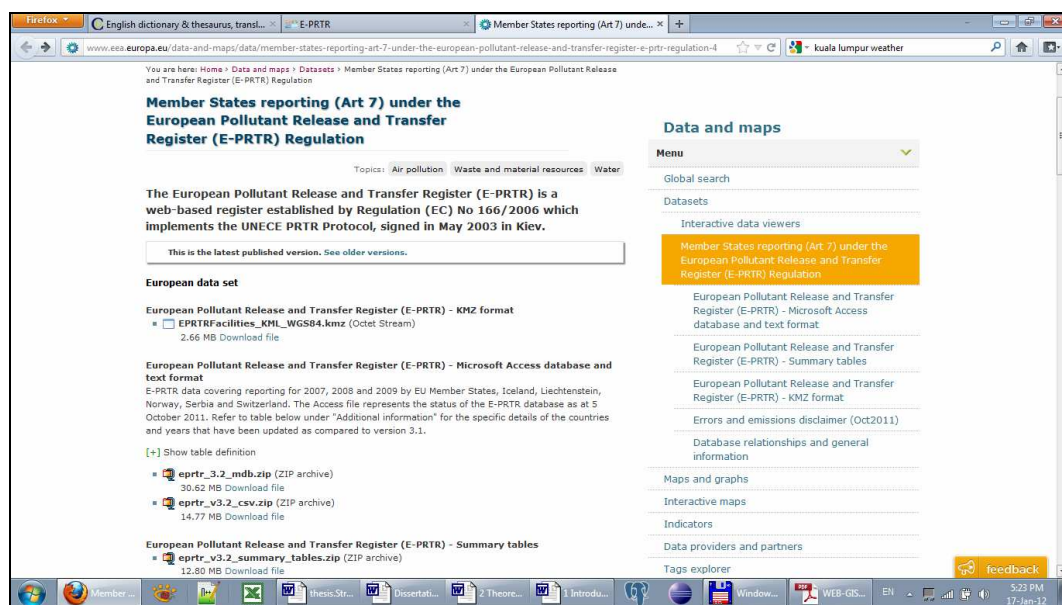 Firefox
English dictionary & thesaurus, transl...
E-PRTR
Member States reporting (Art 7) unde...
www.eea.europa.eu/data-and-maps/data/member-states-reporting-art-7-under-the-european-pollutant-release-and-transfer-register-e-prtr-regulation-4
kuala lumpur weather
You are here: Home › Data and maps › Datasets › Member States reporting (Art 7) under the European Pollutant Release
and Transfer Register (E-PRTR) Regulation
Member States reporting (Art 7) under the
European Pollutant Release and Transfer
Register (E-PRTR) Regulation
Topics: Air pollution Waste and material resources Water
The European Pollutant Release and Transfer Register (E-PRTR) is a
web-based register established by Regulation (EC) No 166/2006 which
implements the UNECE PRTR Protocol, signed in May 2003 in Kiev.
This is the latest published version. See older versions.
European data set
European Pollutant Release and Transfer Register (E-PRTR) - KMZ format
EPRTRFacilities_KML_WGS84.kmz (Octet Stream)
2.66 MB Download file
European Pollutant Release and Transfer Register (E-PRTR) - Microsoft Access database and
text format
E-PRTR data covering reporting for 2007, 2008 and 2009 by EU Member States, Iceland, Liechtenstein,
Norway, Serbia and Switzerland. The Access file represents the status of the E-PRTR database as at 5
October 2011. Refer to table below under "Additional information" for the specific details of the countries
and years that have been updated as compared to version 3.1.
[+] Show table definition
eprtr_3.2_mdb.zip (ZIP archive)
30.62 MB Download file
eprtr_v3.2_csv.zip (ZIP archive)
14.77 MB Download file
European Pollutant Release and Transfer Register (E-PRTR) - Summary tables
eprtr_v3.2_summary_tables.zip (ZIP archive)
12.80 MB Download file
Data and maps
Menu
Global search
Datasets
Interactive data viewers
Member States reporting (Art 7) under the
European Pollutant Release and Transfer
Register (E-PRTR) Regulation
European Pollutant Release and Transfer
Register (E-PRTR) - Microsoft Access
database and text format
European Pollutant Release and Transfer
Register (E-PRTR) - Summary tables
European Pollutant Release and Transfer
Register (E-PRTR) - KMZ format
Errors and emissions disclaimer (Oct2011)
Database relationships and general
information
Maps and graphs
Interactive maps
Indicators
Data providers and partners
Tags explorer
feedback
Member ...
thesis.Str...
Dissertati...
2 Theore...
1 Introdu...
Window...
WEB-GIS...
EN
5:23 PM
17-Jan-12